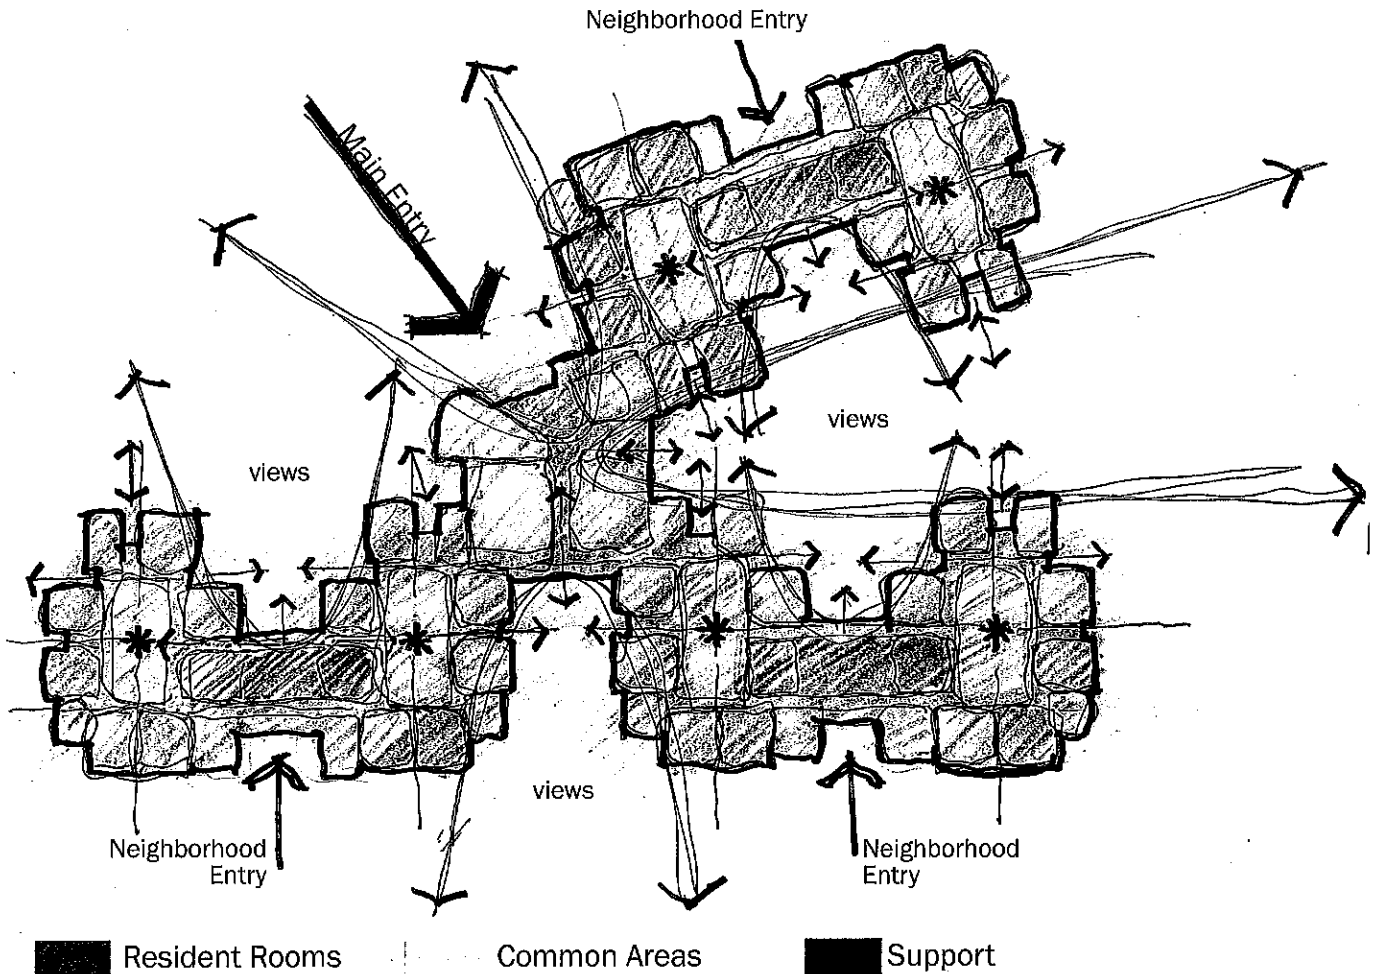 Neighborhood Entry
Main Entry
views
views
views
Neighborhood
Entry
Neighborhood
Entry
Resident Rooms
Common Areas
Support